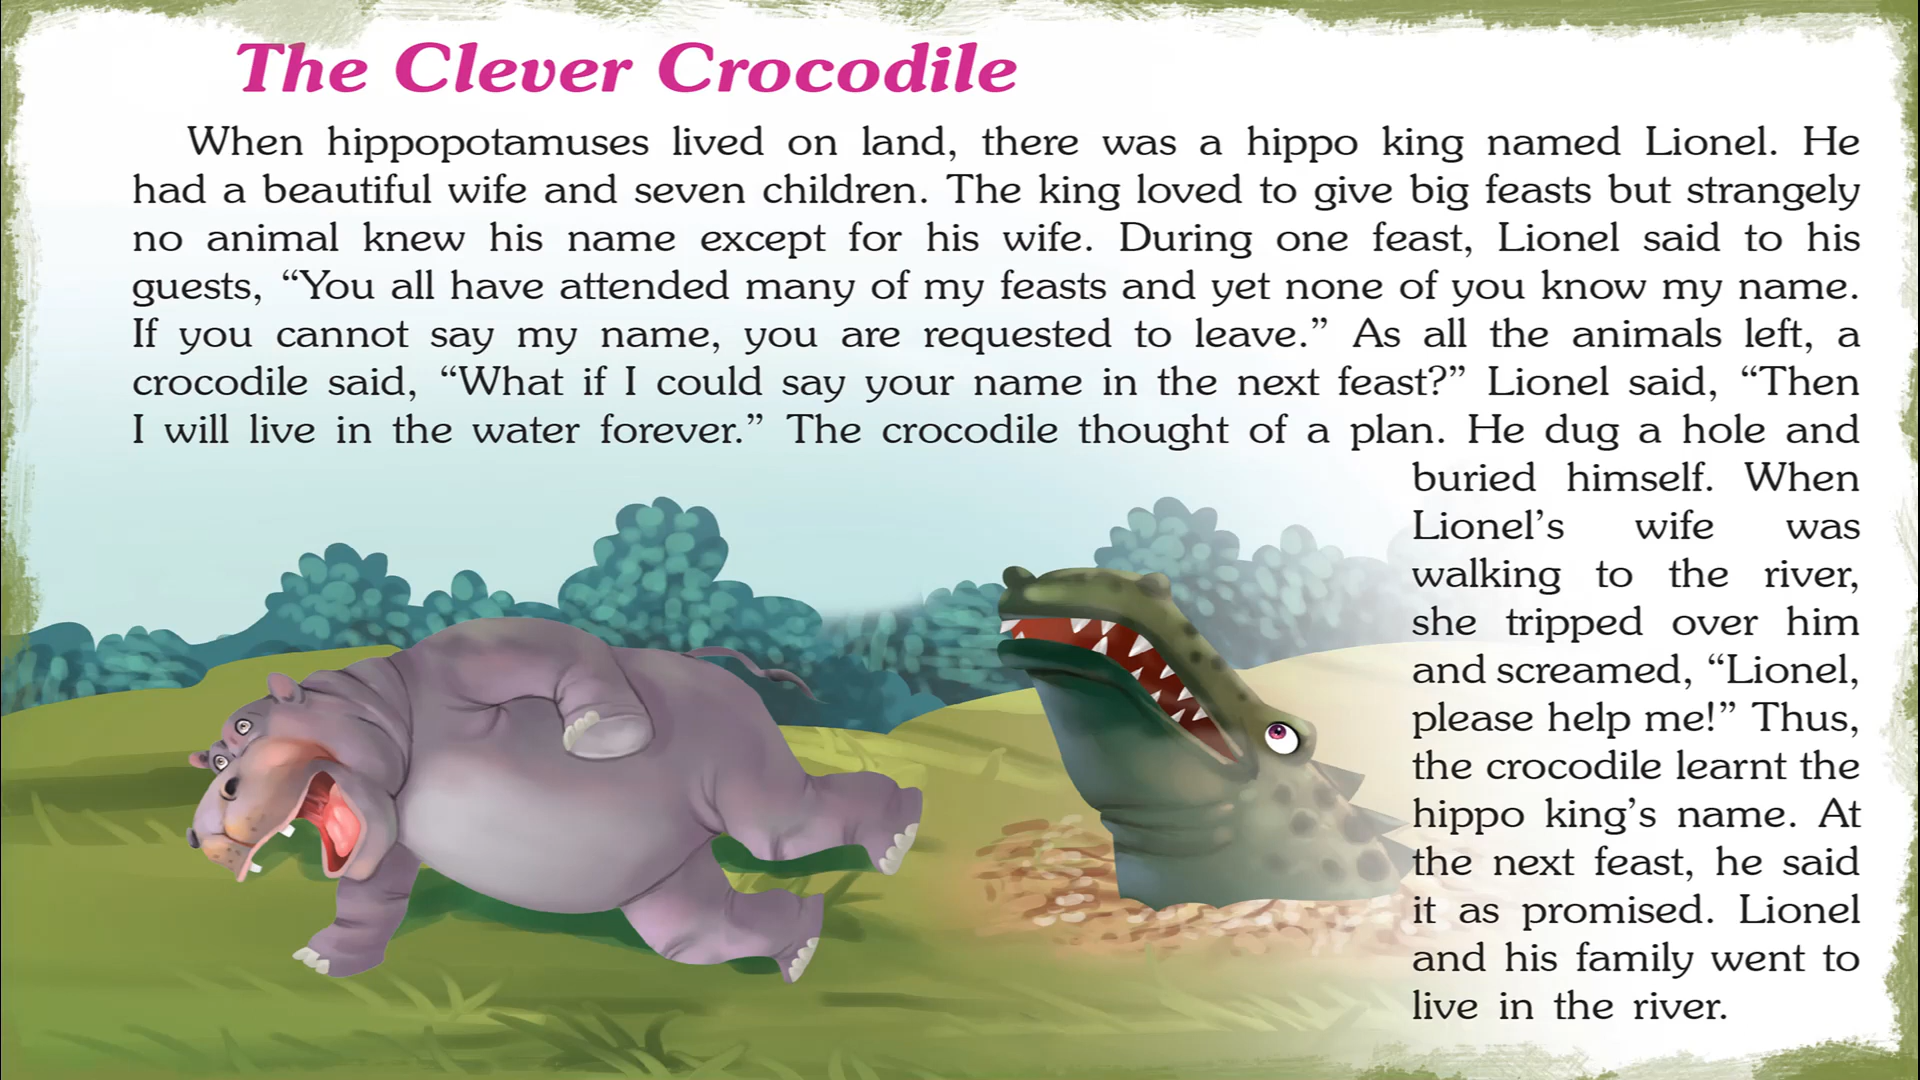 The Clever Crocodile
When hippopotamuses lived on land, there was a hippo king named Lionel. He
had a beautiful wife and seven children. The king loved to give big feasts but strangely
no animal knew his name except for his wife. During one feast, Lionel said to his
guests, “You all have attended many of my feasts and yet none of you know my name.
If you cannot say my name, you are requested to leave.” As all the animals left, a
crocodile said, “What if I could say your name in the next feast?” Lionel said, “Then
I will live in the water forever.” The crocodile thought of a plan. He dug a hole and
buried himself. When
Lionel’s wife was
walking to the river,
she tripped over him
and screamed, “Lionel,
please help me!” Thus,
the crocodile learnt the
hippo king’s name. At
the next feast, he said
it as promised. Lionel
and his family went to
live in the river.